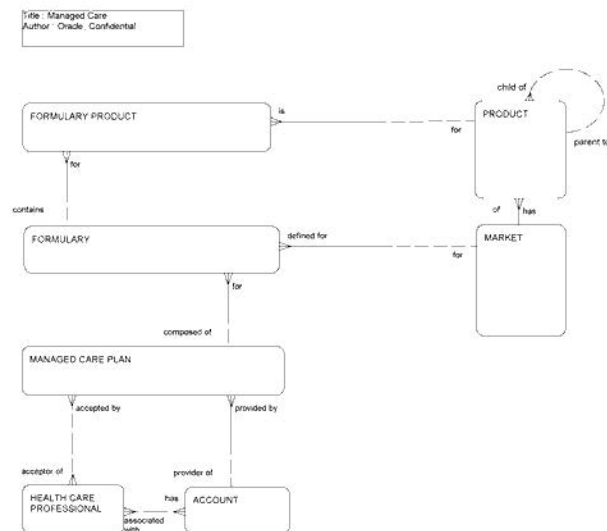 Title : Managed Care
Author : Oracle, Confidential
child of
is
FORMULARY PRODUCT
PRODUCT
for
parent to
for
contains
of
has
FORMULARY
defined for
MARKET
for
for
composed of
MANAGED CARE PLAN
accepted by
provided by
acceptor of
provider of
HEALTH CARE
PROFESSIONAL
has
ACCOUNT
associated
with